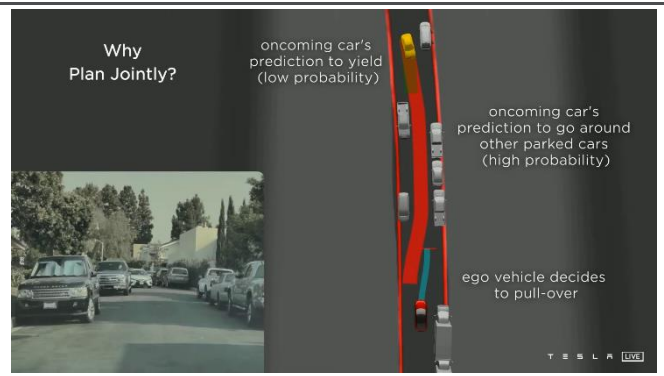 Why
Plan Jointly?
oncoming car's
prediction to yield
(low probability)
oncoming car's
prediction to go around
other parked cars
(high probability)
ego vehicle decides
to pull-over
TESLA LIVE